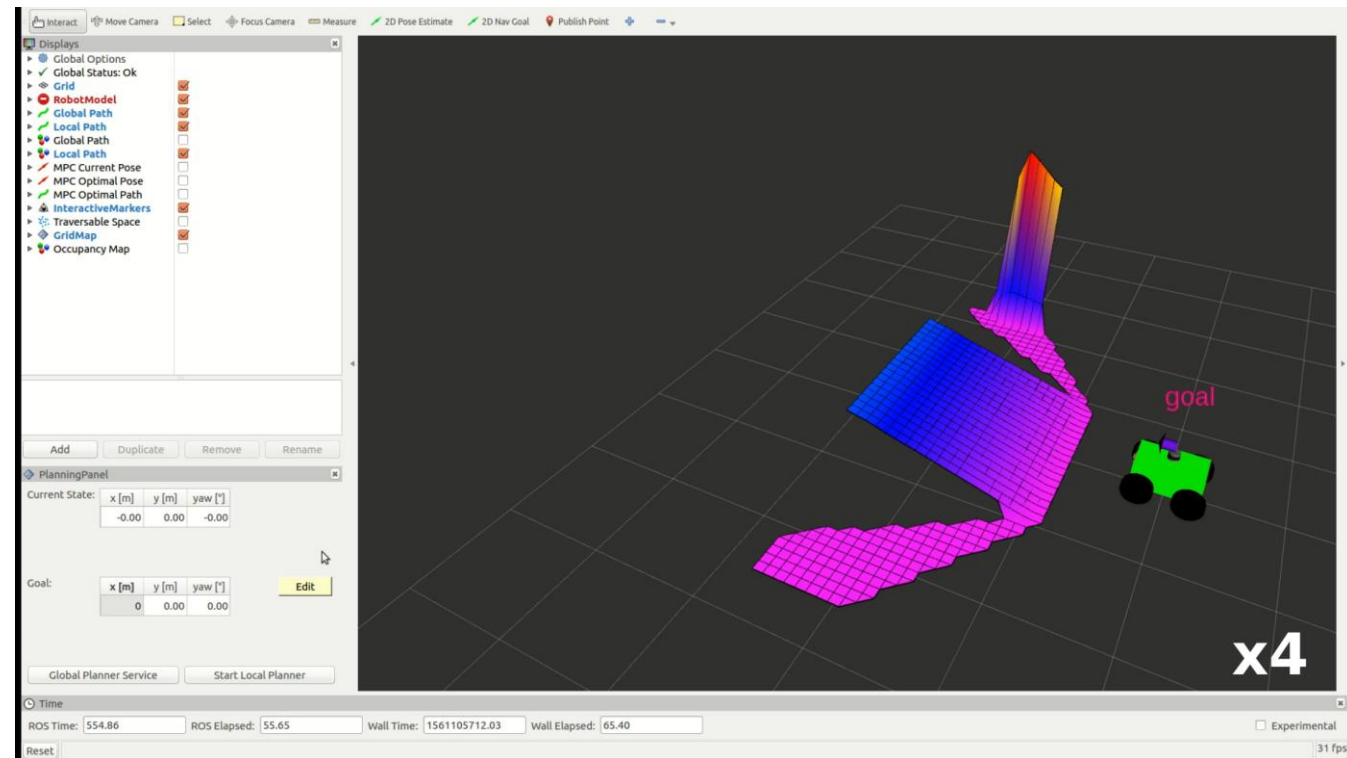 Interact Move Camera Select Focus Camera Measure 2D Pose Estimate 2D Nav Goal Publish Point
Displays
Global Options
Global Status: Ok
Grid
RobotModel
Global Path
Local Path
Global Path
Local Path
MPC Current Pose
MPC Optimal Pose
MPC Optimal Path
InteractiveMarkers
Traversable Space
GridMap
Occupancy Map
Add Duplicate Remove Rename
PlanningPanel
Current State: x [m] y [m] yaw [°]
-0.00 0.00 -0.00
Goal: x [m] y [m] yaw [°] Edit
0 0.00 0.00
Global Planner Service Start Local Planner
goal
x4
Time
ROS Time: 554.86 ROS Elapsed: 55.65 Wall Time: 1561105712.03 Wall Elapsed: 65.40 Experimental
Reset 31 fps